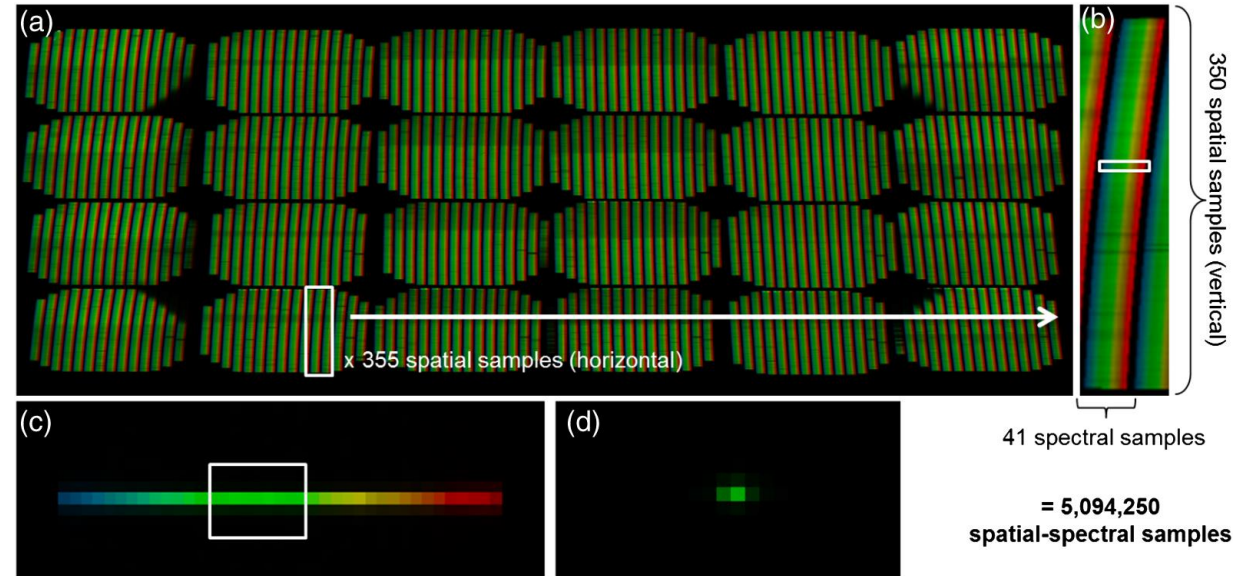 (a)
(b)
350 spatial samples (vertical)
x 355 spatial samples (horizontal)
(c)
(d)
41 spectral samples
= 5,094,250
spatial-spectral samples